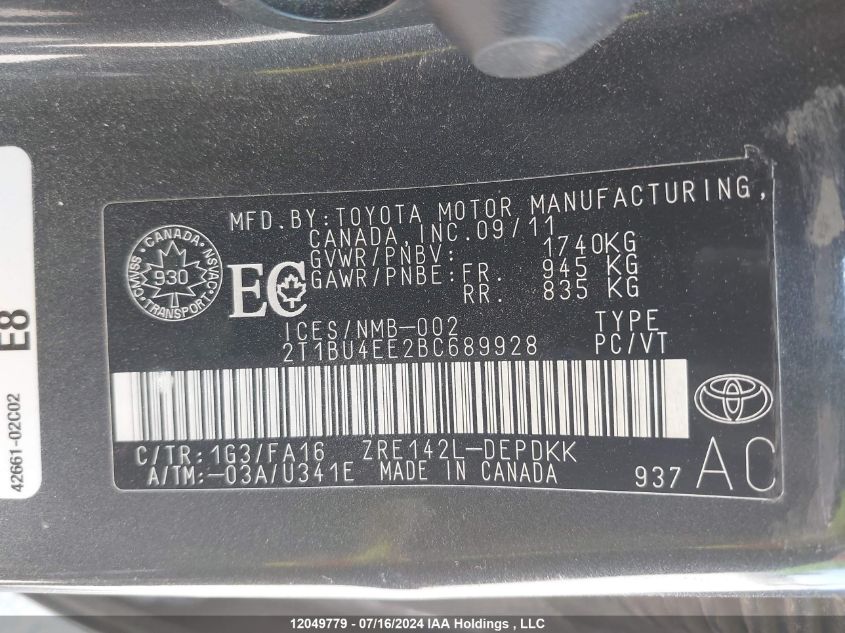 MFD.BY:TOYOTA MOTOR MANUFACTURING,
CANADA,INC.09/11
GVWR/PNBV: 1740KG
GAWR/PNBE:FR. 945 KG
RR. 835 KG
CANADA
CMVSS
930
NSVAC
TRANSPORT
EC
ICES/NMB-002
TYPE
2T1BU4EE2BC689928
PC/VT
C/TR:1G3/FA16 ZRE142L-DEPDKK
A/TM:-03A/U341E MADE IN CANADA
937 AC
E8
42661-02C02
12049779 - 07/16/2024 IAA Holdings , LLC